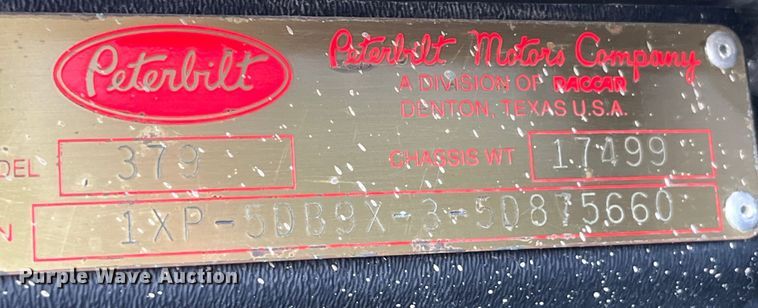 Peterbilt
Peterbilt Motors Company
A DIVISION OF PACCAR
DENTON, TEXAS U.S.A.
DEL 379 CHASSIS WT 17499
N 1XP-5DB9X-3-5D875660
Purple Wave Auction